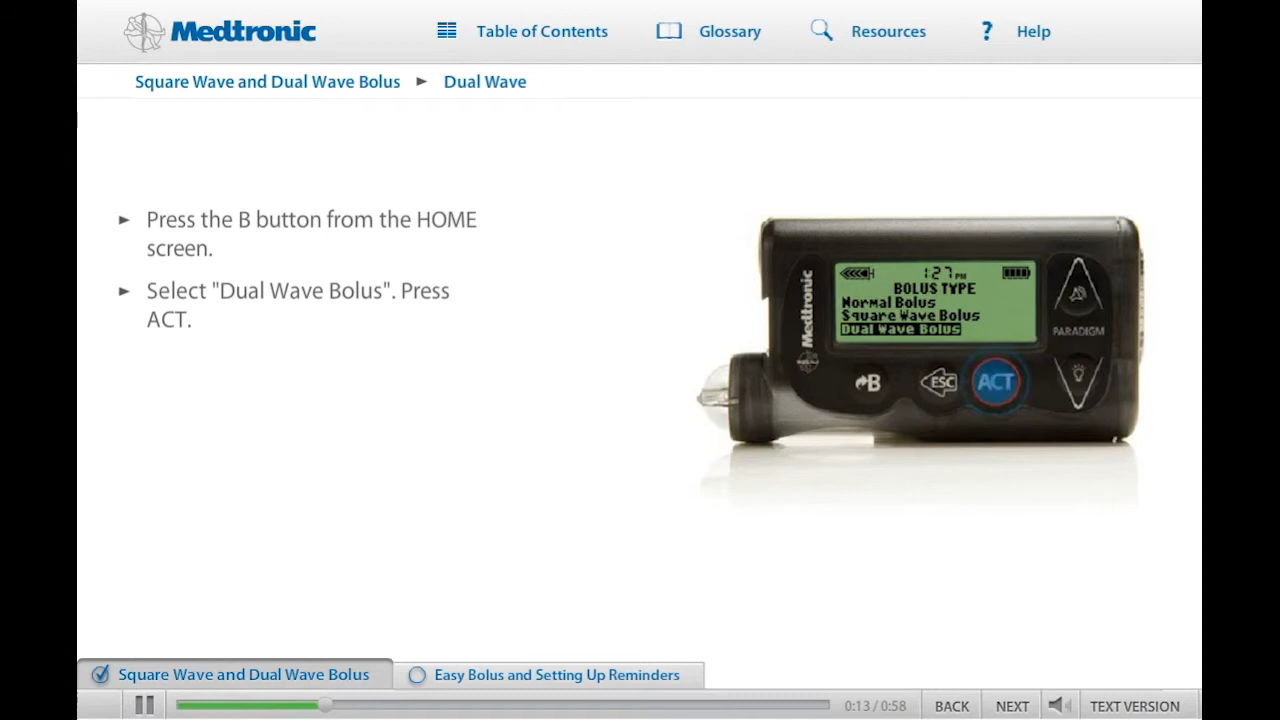 Medtronic
Table of Contents
Glossary
Resources
? Help
Square Wave and Dual Wave Bolus ► Dual Wave
► Press the B button from the HOME
screen.
► Select "Dual Wave Bolus". Press
ACT.
Medtronic
1:27 PM
BOLUS TYPE
Normal Bolus
Square Wave Bolus
Dual Wave Bolus
PARADIGM
B
ESC
ACT
Square Wave and Dual Wave Bolus
Easy Bolus and Setting Up Reminders
0:13 / 0:58
BACK
NEXT
TEXT VERSION